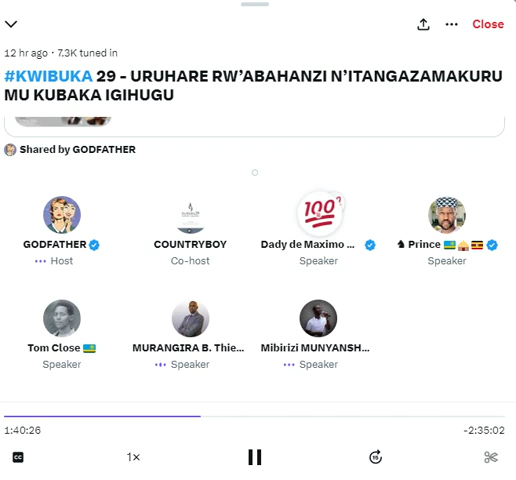 Close
12 hr ago · 7.3K tuned in
#KWIBUKA 29 - URUHARE RW'ABAHANZI N'ITANGAZAMAKURU
MU KUBAKA IGIHUGU
Shared by GODFATHER
GODFATHER COUNTRYBOY Dady de Maximo ... Prince
Host Co-host Speaker Speaker
Tom Close MURANGIRA B. Thie... Mibirizi MUNYANSH...
Speaker Speaker Speaker
1:40:26 -2:35:02
CC 1× 15